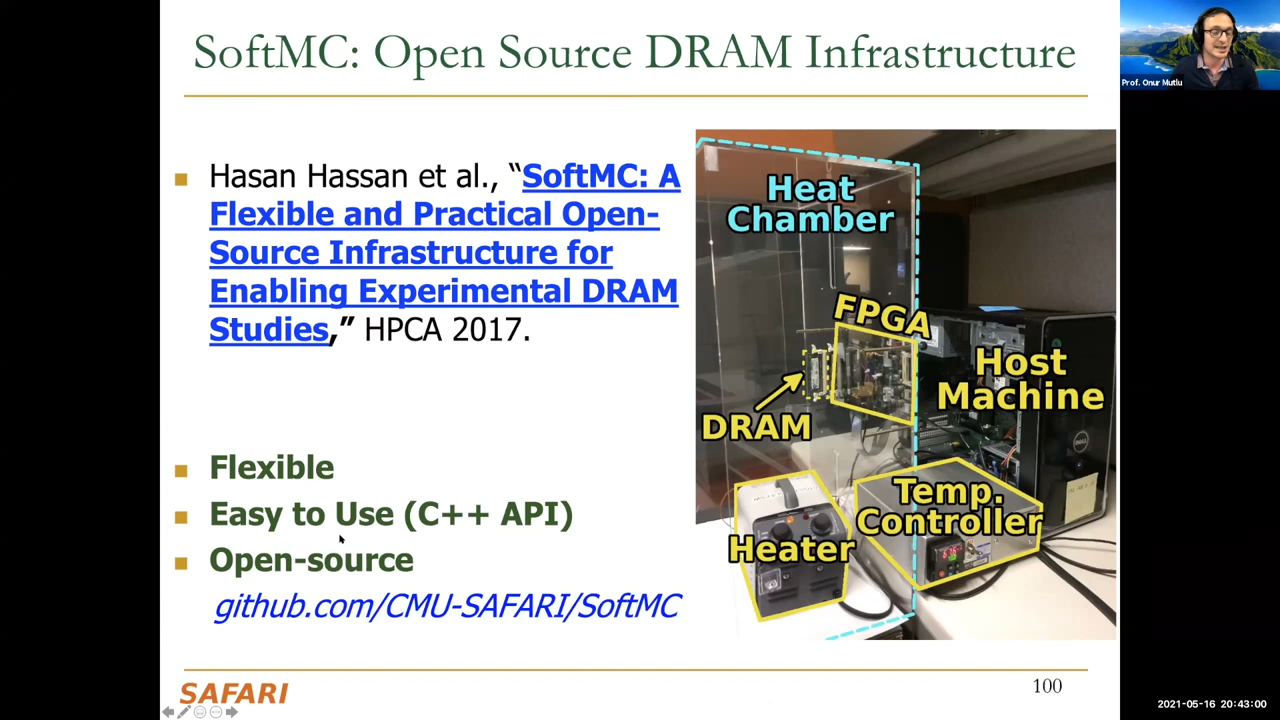 SoftMC: Open Source DRAM Infrastructure
Prof. Onur Mutlu
Hasan Hassan et al., “SoftMC: A
Flexible and Practical Open-
Source Infrastructure for
Enabling Experimental DRAM
Studies,” HPCA 2017.
Flexible
Easy to Use (C++ API)
Open-source
github.com/CMU-SAFARI/SoftMC
Heat
Chamber
FPGA
Host
Machine
DRAM
Temp.
Controller
Heater
DELL
SAFARI
100
2021-05-16 20:43:00